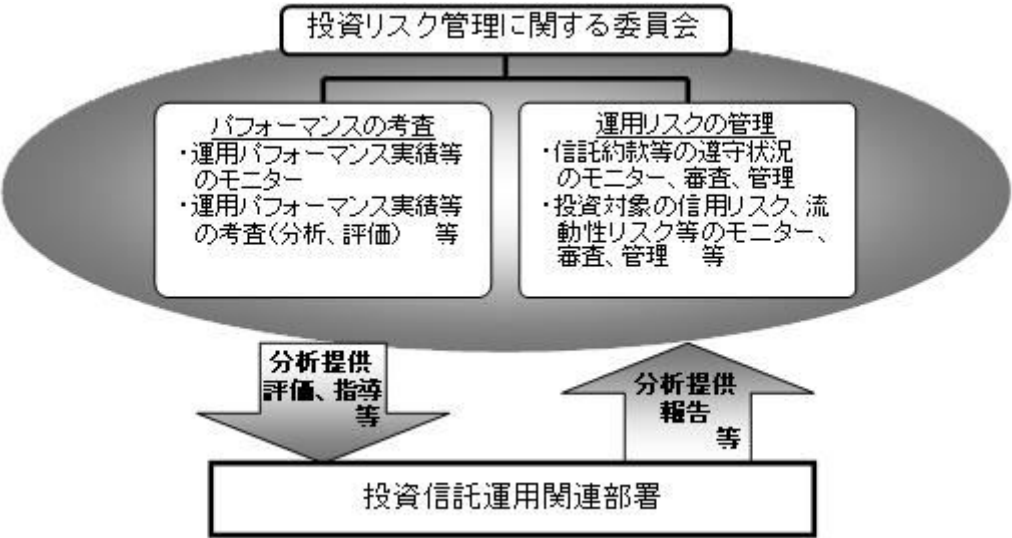 投資リスク管理に関する委員会
パフォーマンスの考査
・運用パフォーマンス実績等
のモニター
・運用パフォーマンス実績等
の考査(分析、評価) 等
運用リスクの管理
・信託約款等の遵守状況
のモニター、審査、管理
・投資対象の信用リスク、流
動性リスク等のモニター、
審査、管理 等
分析提供
評価、指導
等
分析提供
報告
等
投資信託運用関連部署